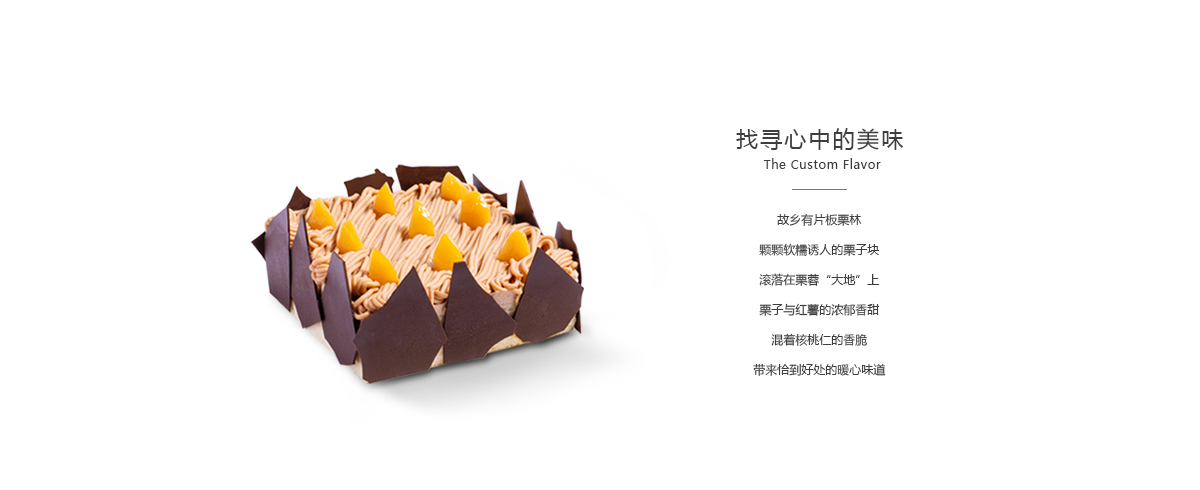 找寻心中的美味
The Custom Flavor
故乡有片板栗林
颗颗软糯诱人的栗子块
滚落在栗蓉“大地”上
栗子与红薯的浓郁香甜
混着核桃仁的香脆
带来恰到好处的暖心味道